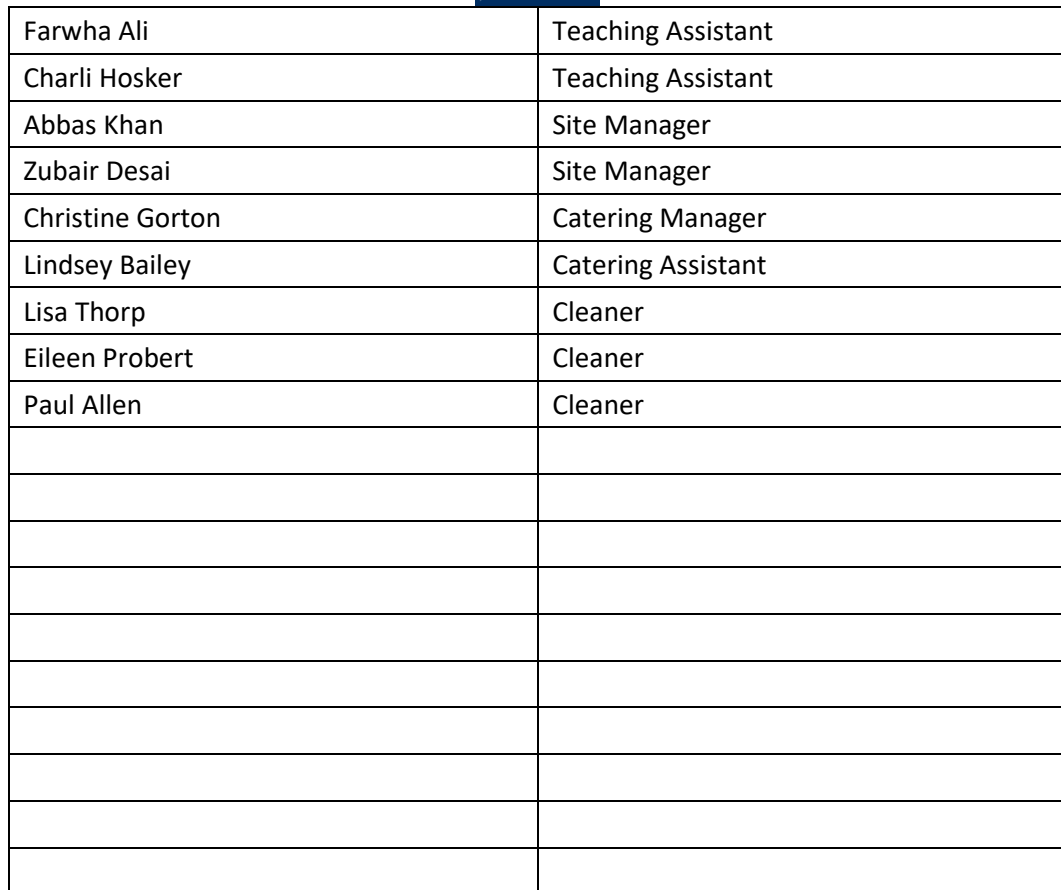 Farwha Ali Teaching Assistant
Charli Hosker Teaching Assistant
Abbas Khan Site Manager
Zubair Desai Site Manager
Christine Gorton Catering Manager
Lindsey Bailey Catering Assistant
Lisa Thorp Cleaner
Eileen Probert Cleaner
Paul Allen Cleaner